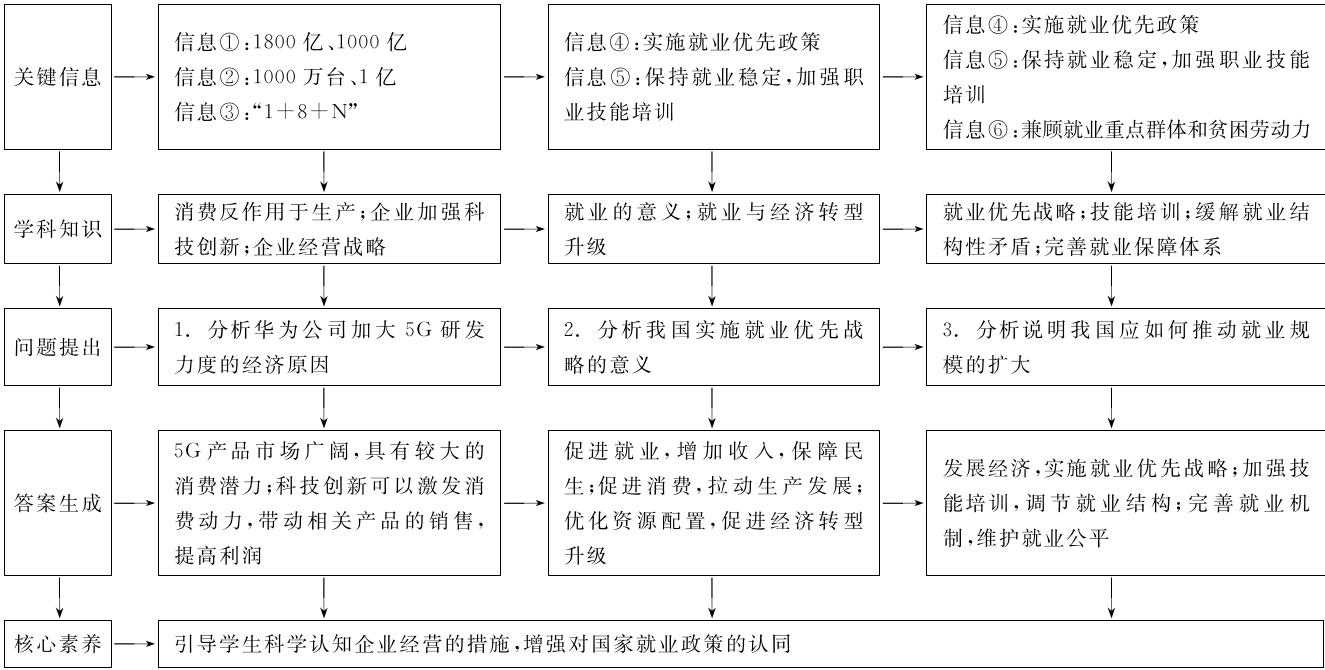 关键信息
信息①:1800 亿、1000 亿
信息②:1000 万台、1 亿
信息③:“1+8+N”
信息④:实施就业优先政策
信息⑤:保持就业稳定,加强职
业技能培训
信息④:实施就业优先政策
信息⑤:保持就业稳定,加强职业技能
培训
信息⑥:兼顾就业重点群体和贫困劳动力
学科知识
消费反作用于生产;企业加强科
技创新;企业经营战略
就业的意义;就业与经济转型
升级
就业优先战略;技能培训;缓解就业结
构性矛盾;完善就业保障体系
问题提出
1. 分析华为公司加大 5G 研发
力度的经济原因
2. 分析我国实施就业优先战
略的意义
3. 分析说明我国应如何推动就业规
模的扩大
答案生成
5G 产品市场广阔,具有较大的
消费潜力;科技创新可以激发消
费动力,带动相关产品的销售,
提高利润
促进就业,增加收入,保障民
生;促进消费,拉动生产发展;
优化资源配置,促进经济转型
升级
发展经济,实施就业优先战略;加强技
能培训,调节就业结构;完善就业机
制,维护就业公平
核心素养
引导学生科学认知企业经营的措施,增强对国家就业政策的认同